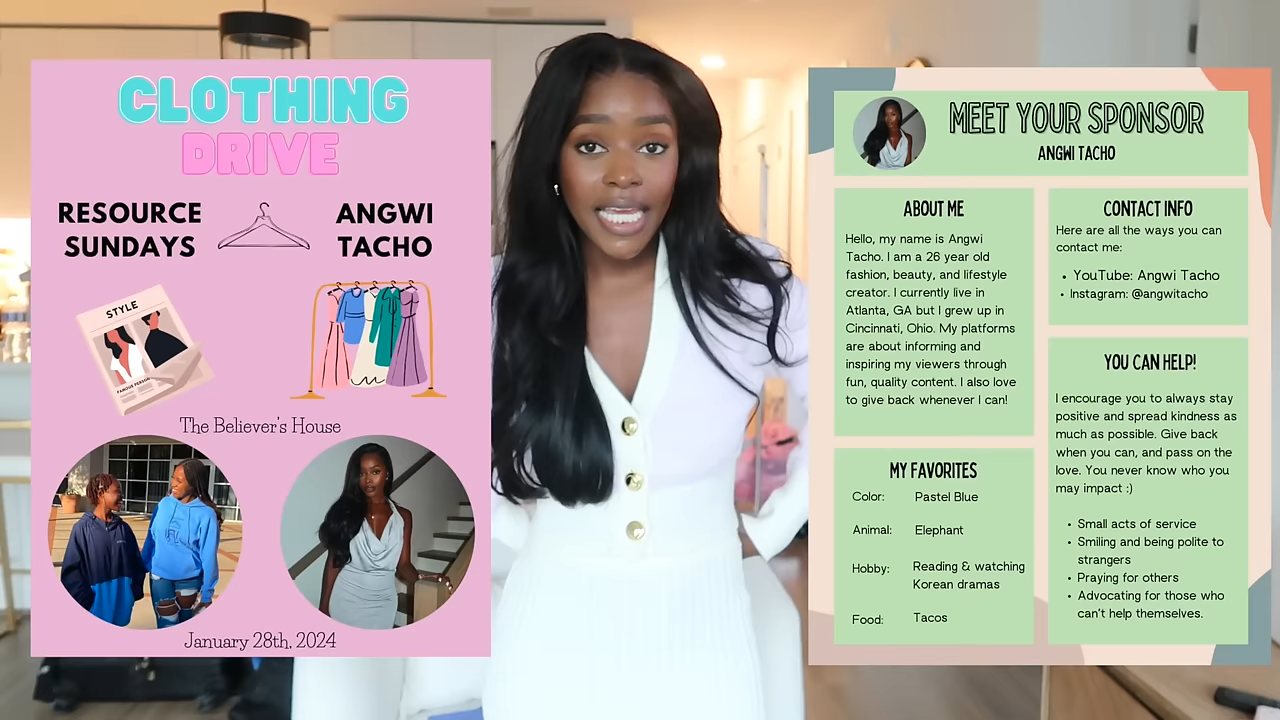 CLOTHING
DRIVE
RESOURCE
SUNDAYS
ANGWI
TACHO
STYLE
FAMOUS PERSON
The Believer's House
January 28th, 2024
MEET YOUR SPONSOR
ANGWI TACHO
ABOUT ME
Hello, my name is Angwi
Tacho. I am a 26 year old
fashion, beauty, and lifestyle
creator. I currently live in
Atlanta, GA but I grew up in
Cincinnati, Ohio. My platforms
are about informing and
inspiring my viewers through
fun, quality content. I also love
to give back whenever I can!
MY FAVORITES
Color: Pastel Blue
Animal: Elephant
Hobby: Reading & watching
Korean dramas
Food: Tacos
CONTACT INFO
Here are all the ways you can
contact me:
• YouTube: Angwi Tacho
• Instagram: @angwitacho
YOU CAN HELP!
I encourage you to always stay
positive and spread kindness as
much as possible. Give back
when you can, and pass on the
love. You never know who you
may impact :)
• Small acts of service
• Smiling and being polite to
strangers
• Praying for others
• Advocating for those who
can't help themselves.